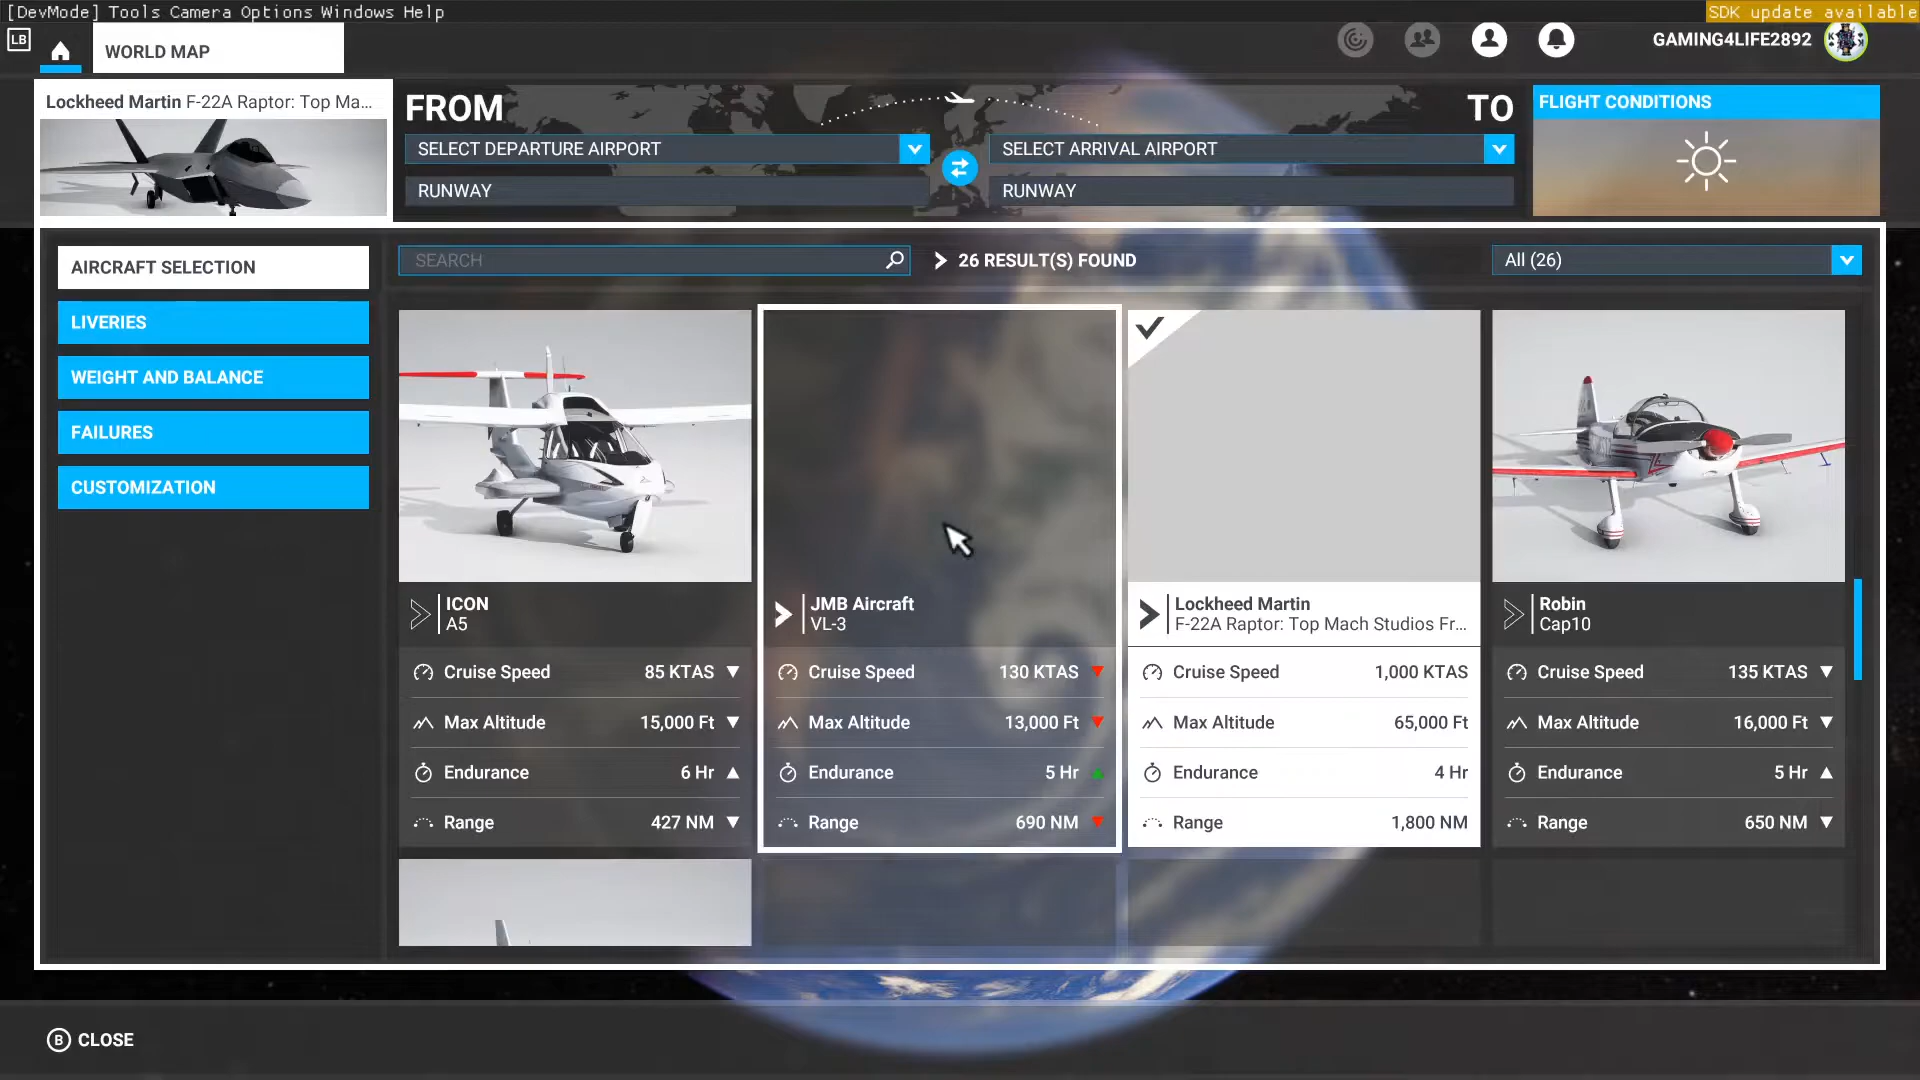 [DevMode] Tools Camera Options Windows Help
SDK update available
LB
WORLD MAP
GAMING4LIFE2892
Lockheed Martin F-22A Raptor: Top Ma...
FROM
TO
SELECT DEPARTURE AIRPORT
RUNWAY
SELECT ARRIVAL AIRPORT
RUNWAY
FLIGHT CONDITIONS
AIRCRAFT SELECTION
LIVERIES
WEIGHT AND BALANCE
FAILURES
CUSTOMIZATION
SEARCH
26 RESULT(S) FOUND
All (26)
ICON
A5
Cruise Speed 85 KTAS
Max Altitude 15,000 Ft
Endurance 6 Hr
Range 427 NM
JMB Aircraft
VL-3
Cruise Speed 130 KTAS
Max Altitude 13,000 Ft
Endurance 5 Hr
Range 690 NM
Lockheed Martin
F-22A Raptor: Top Mach Studios Fr...
Cruise Speed 1,000 KTAS
Max Altitude 65,000 Ft
Endurance 4 Hr
Range 1,800 NM
Robin
Cap10
Cruise Speed 135 KTAS
Max Altitude 16,000 Ft
Endurance 5 Hr
Range 650 NM
B CLOSE